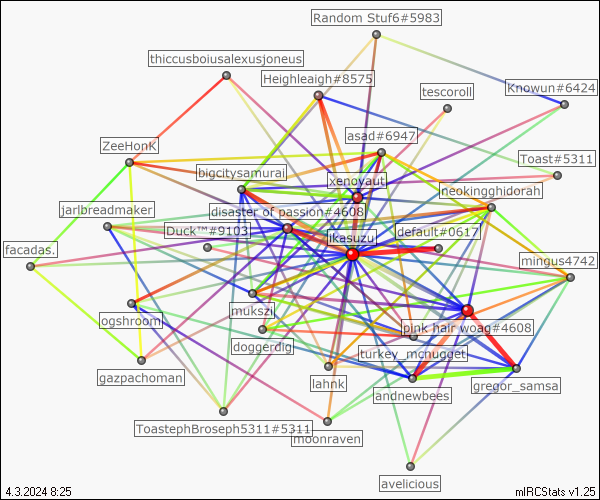 Random Stuf6#5983
thiccusboiusalexusjoneus
Heighleaigh#8575
tescoroll
Knowun#6424
asad#6947
ZeeHonK
Toast#5311
bigcitysamurai
xenoyaut
neokingghidorah
jarlbreadmaker
disaster of passion#4608
Duck™#9103
default#0617
jikesuzu
facadas.
mingus4742
mukszi
ogshroom
pink hair woag#4608
doggerdig
turkey_mcnugget
gazpachoman
lahnk
gregor_samsa
andnewbees
ToastephBroseph5311#5311
moonraven
avelicious
4.3.2024 8:25
mIRCStats v1.25